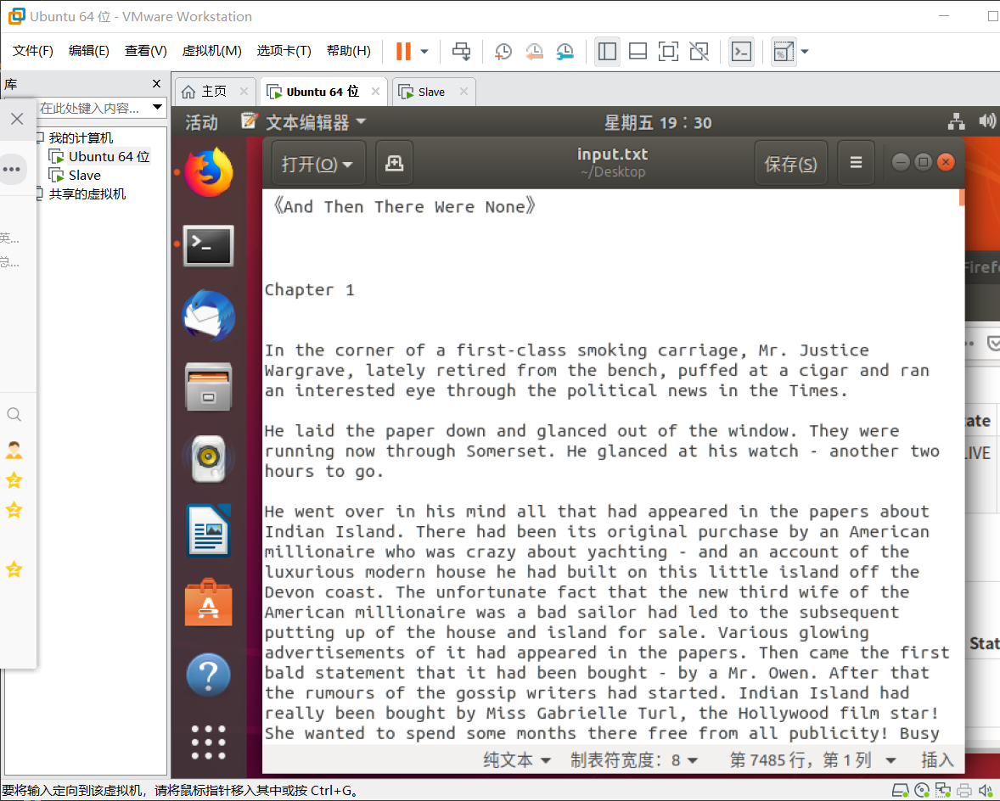 Ubuntu 64 位 - VMware Workstation
文件(F) 编辑(E) 查看(V) 虚拟机(M) 选项卡(T) 帮助(H)
库
在此处键入内容...
我的计算机
Ubuntu 64 位
Slave
共享的虚拟机
英...
总...
主页 Ubuntu 64 位 Slave
活动 文本编辑器 星期五 19：30
打开(O) input.txt 保存(S)
~/Desktop
《And Then There Were None》
Chapter 1
In the corner of a first-class smoking carriage, Mr. Justice
Wargrave, lately retired from the bench, puffed at a cigar and ran
an interested eye through the political news in the Times.
He laid the paper down and glanced out of the window. They were
running now through Somerset. He glanced at his watch - another two
hours to go.
He went over in his mind all that had appeared in the papers about
Indian Island. There had been its original purchase by an American
millionaire who was crazy about yachting - and an account of the
luxurious modern house he had built on this little island off the
Devon coast. The unfortunate fact that the new third wife of the
American millionaire was a bad sailor had led to the subsequent
putting up of the house and island for sale. Various glowing
advertisements of it had appeared in the papers. Then came the first
bald statement that it had been bought - by a Mr. Owen. After that
the rumours of the gossip writers had started. Indian Island had
really been bought by Miss Gabrielle Turl, the Hollywood film star!
She wanted to spend some months there free from all publicity! Busy
纯文本 制表符宽度：8 第 7485 行，第 1 列 插入
Firef
ate
LIVE
Stat
要将输入定向到该虚拟机，请将鼠标指针移入其中或按 Ctrl+G。